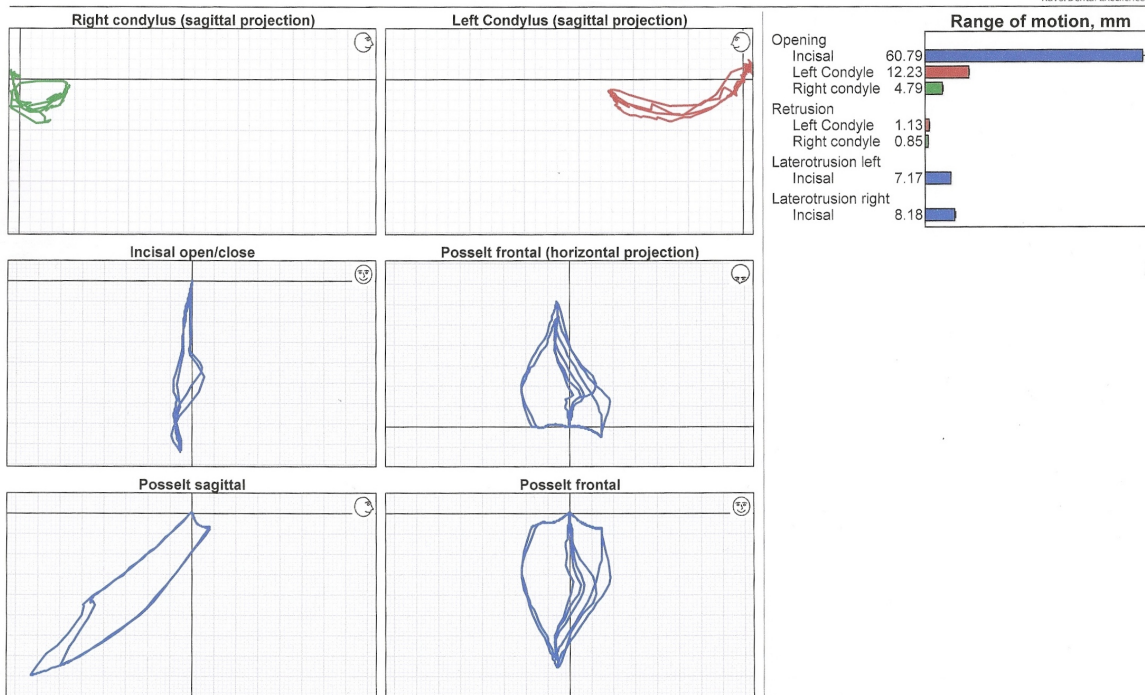 Right condylus (sagittal projection)
Left Condylus (sagittal projection)
Range of motion, mm
Opening
Incisal 60.79
Left Condyle 12.23
Right condyle 4.79
Retrusion
Left Condyle 1.13
Right condyle 0.85
Laterotrusion left
Incisal 7.17
Laterotrusion right
Incisal 8.18
Incisal open/close
Posselt frontal (horizontal projection)
Posselt sagittal
Posselt frontal